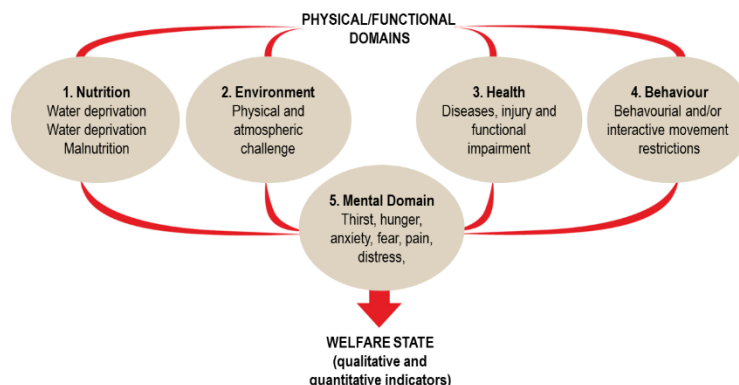 PHYSICAL/FUNCTIONAL
DOMAINS
1. Nutrition
Water deprivation
Water deprivation
Malnutrition
2. Environment
Physical and
atmospheric
challenge
3. Health
Diseases, injury and
functional
impairment
4. Behaviour
Behavourial and/or
interactive movement
restrictions
5. Mental Domain
Thirst, hunger,
anxiety, fear, pain,
distress,
WELFARE STATE
(qualitative and
quantitative indicators)